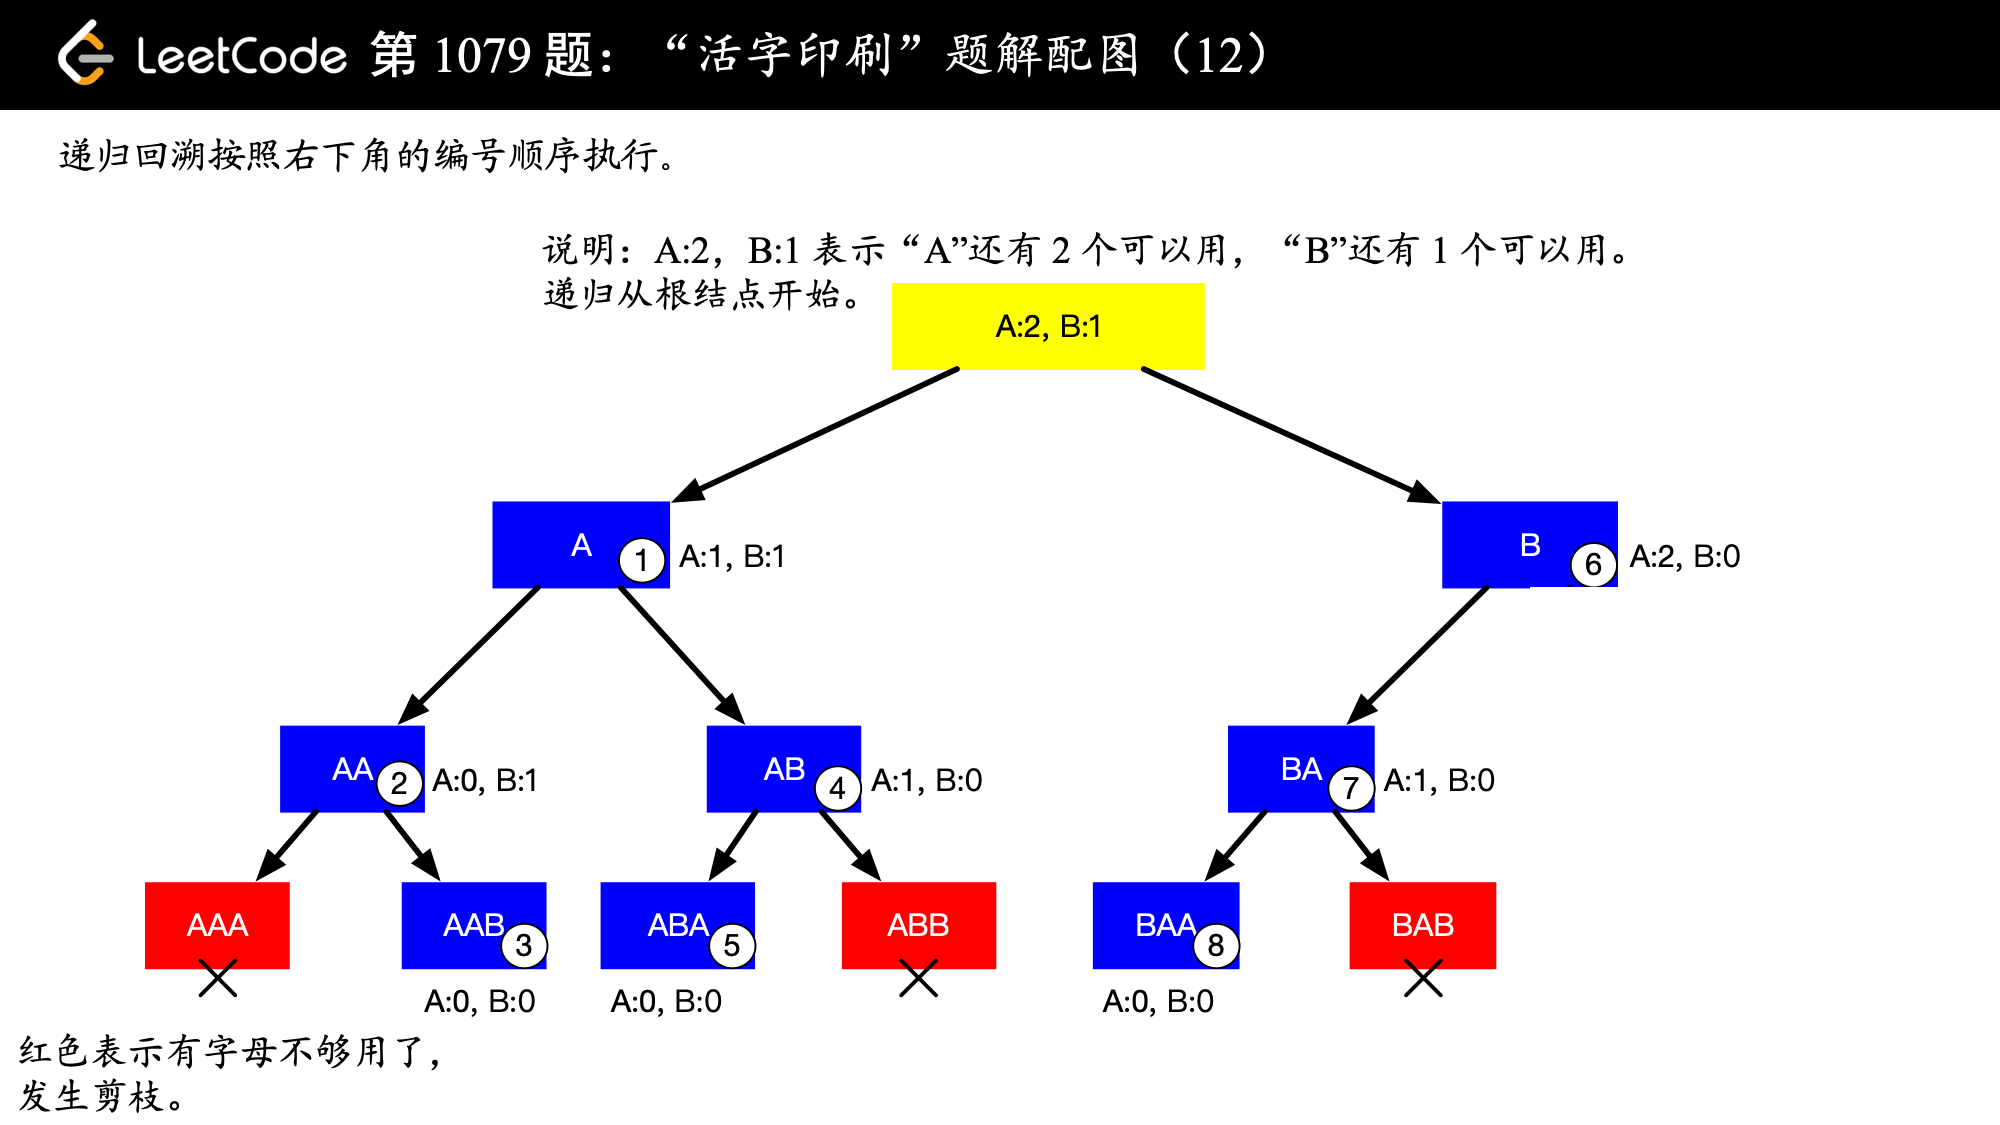 LeetCode 第 1079 题：“活字印刷”题解配图（12）
递归回溯按照右下角的编号顺序执行。
说明：A:2，B:1 表示“A”还有 2 个可以用，“B”还有 1 个可以用。
递归从根结点开始。
A:2, B:1
A 1 A:1, B:1
B 6 A:2, B:0
AA 2 A:0, B:1
AB 4 A:1, B:0
BA 7 A:1, B:0
AAA
AAB 3
ABA 5
ABB
BAA 8
BAB
A:0, B:0
A:0, B:0
A:0, B:0
红色表示有字母不够用了，
发生剪枝。